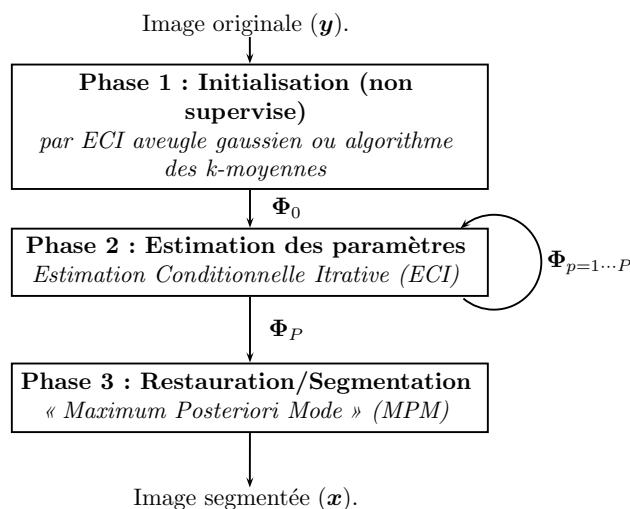 Image originale (y).
Phase 1 : Initialisation (non
supervise)
par ECI aveugle gaussien ou algorithme
des k-moyennes
Φ₀
Phase 2 : Estimation des paramètres
Estimation Conditionnelle Itrative (ECI)
Φₚ₌₁…P
Φ_P
Phase 3 : Restauration/Segmentation
« Maximum Posteriori Mode » (MPM)
Image segmentée (x).